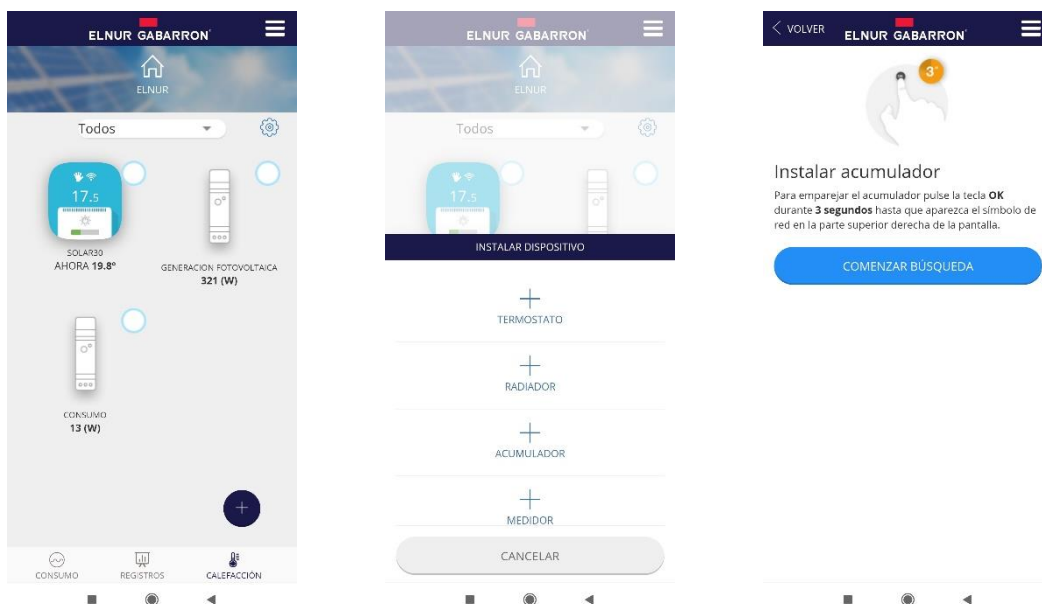 ELNUR GABARRON
ELNUR
Todos
17.5
SOLAR30
AHORA 19.8º
GENERACION FOTOVOLTAICA
321 (W)
CONSUMO
13 (W)
+
CONSUMO
REGISTROS
CALEFACCIÓN
ELNUR GABARRON
ELNUR
Todos
17.5
INSTALAR DISPOSITIVO
TERMOSTATO
RADIADOR
ACUMULADOR
MEDIDOR
CANCELAR
VOLVER
ELNUR GABARRON
3"
Instalar acumulador
Para emparejar el acumulador pulse la tecla OK
durante 3 segundos hasta que aparezca el símbolo de
red en la parte superior derecha de la pantalla.
COMENZAR BÚSQUEDA